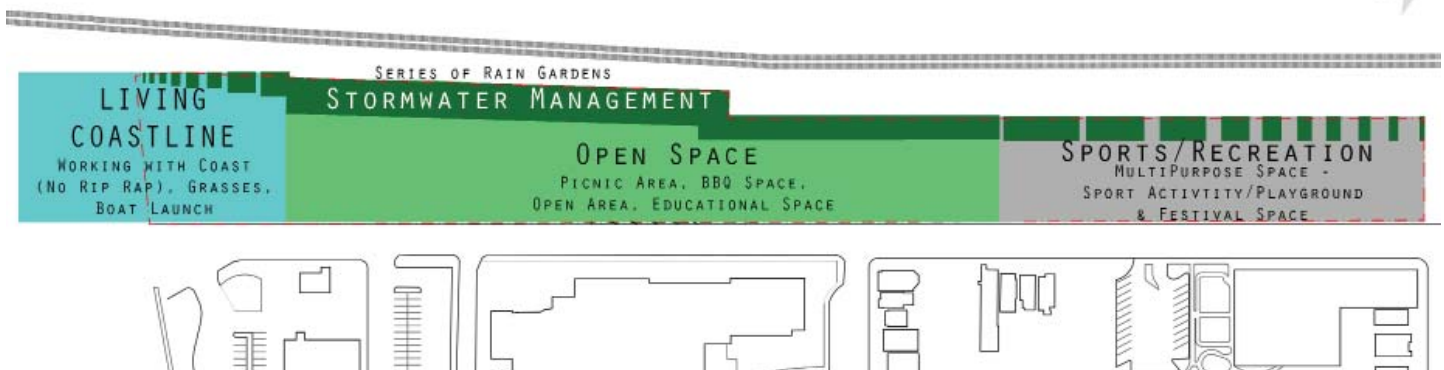 SERIES OF RAIN GARDENS
STORMWATER MANAGEMENT
LIVING
COASTLINE
WORKING WITH COAST
(NO RIP RAP), GRASSES,
BOAT LAUNCH
OPEN SPACE
PICNIC AREA, BBQ SPACE,
OPEN AREA, EDUCATIONAL SPACE
SPORTS/RECREATION
MULTIPURPOSE SPACE -
SPORT ACTIVTITY/PLAYGROUND
& FESTIVAL SPACE